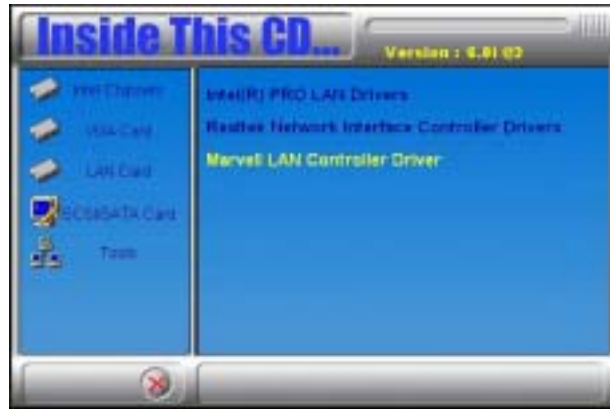 Inside This CD...
Version : 6.01 @3
Intel Chipsets
VGA Card
LAN Card
SCSI&SATA Card
Tools
Intel(R) PRO LAN Drivers
Realtek Network Interface Controller Drivers
Marvell LAN Controller Driver